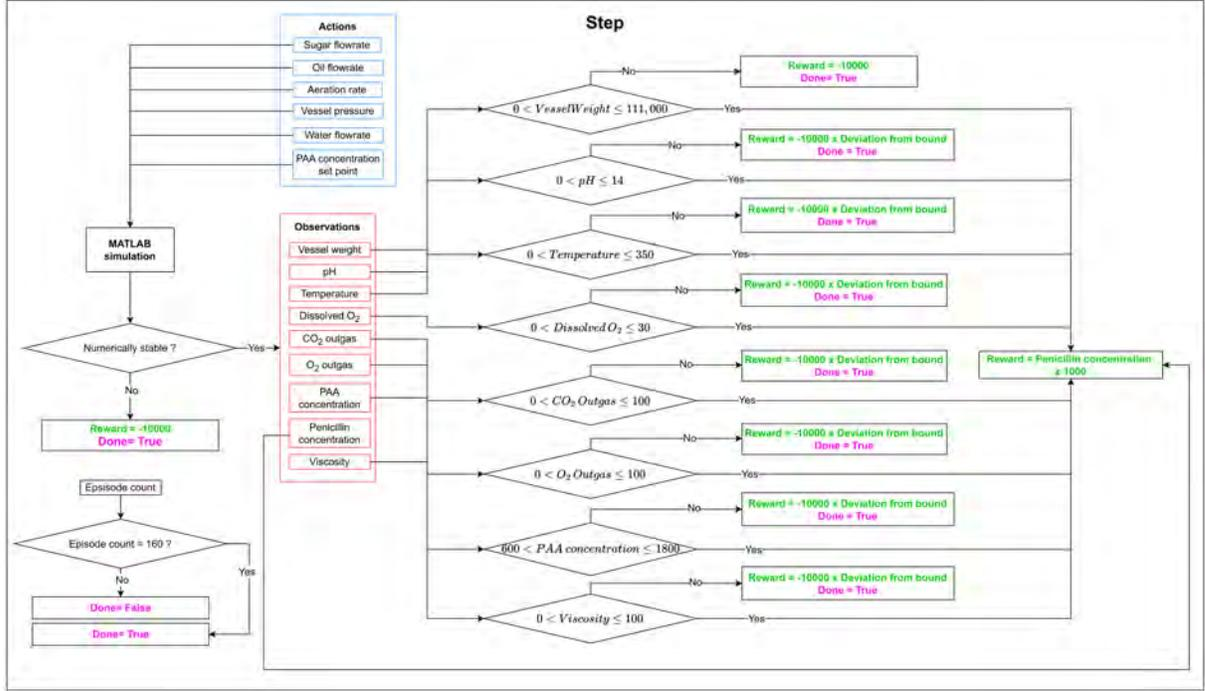 Step
Actions
Sugar flowrate
Oil flowrate
Aeration rate
Vessel pressure
Water flowrate
PAA concentration
set point
MATLAB
simulation
Numerically stable ?
Yes
No
Reward = -10000
Done= True
Epsisode count
Episode count = 160 ?
Yes
No
Done= False
Done= True
Observations
Vessel weight
pH
Temperature
Dissolved O₂
CO₂ outgas
O₂ outgas
PAA
concentration
Penicillin
concentration
Viscosity
0 < VesselWeight ≤ 111,000
No
Reward = -10000
Done= True
Yes
0 < pH ≤ 14
No
Reward = -10000 x Deviation from bound
Done = True
Yes
0 < Temperature ≤ 350
No
Reward = -10000 x Deviation from bound
Done = True
Yes
0 < Dissolved O₂ ≤ 30
No
Reward = -10000 x Deviation from bound
Done = True
Yes
0 < CO₂ Outgas ≤ 100
No
Reward = -10000 x Deviation from bound
Done = True
Yes
0 < O₂ Outgas ≤ 100
No
Reward = -10000 x Deviation from bound
Done = True
Yes
600 < PAA concentration ≤ 1800
No
Reward = -10000 x Deviation from bound
Done = True
Yes
0 < Viscosity ≤ 100
No
Reward = -10000 x Deviation from bound
Done = True
Yes
Reward = Penicillin concentration
x 1000